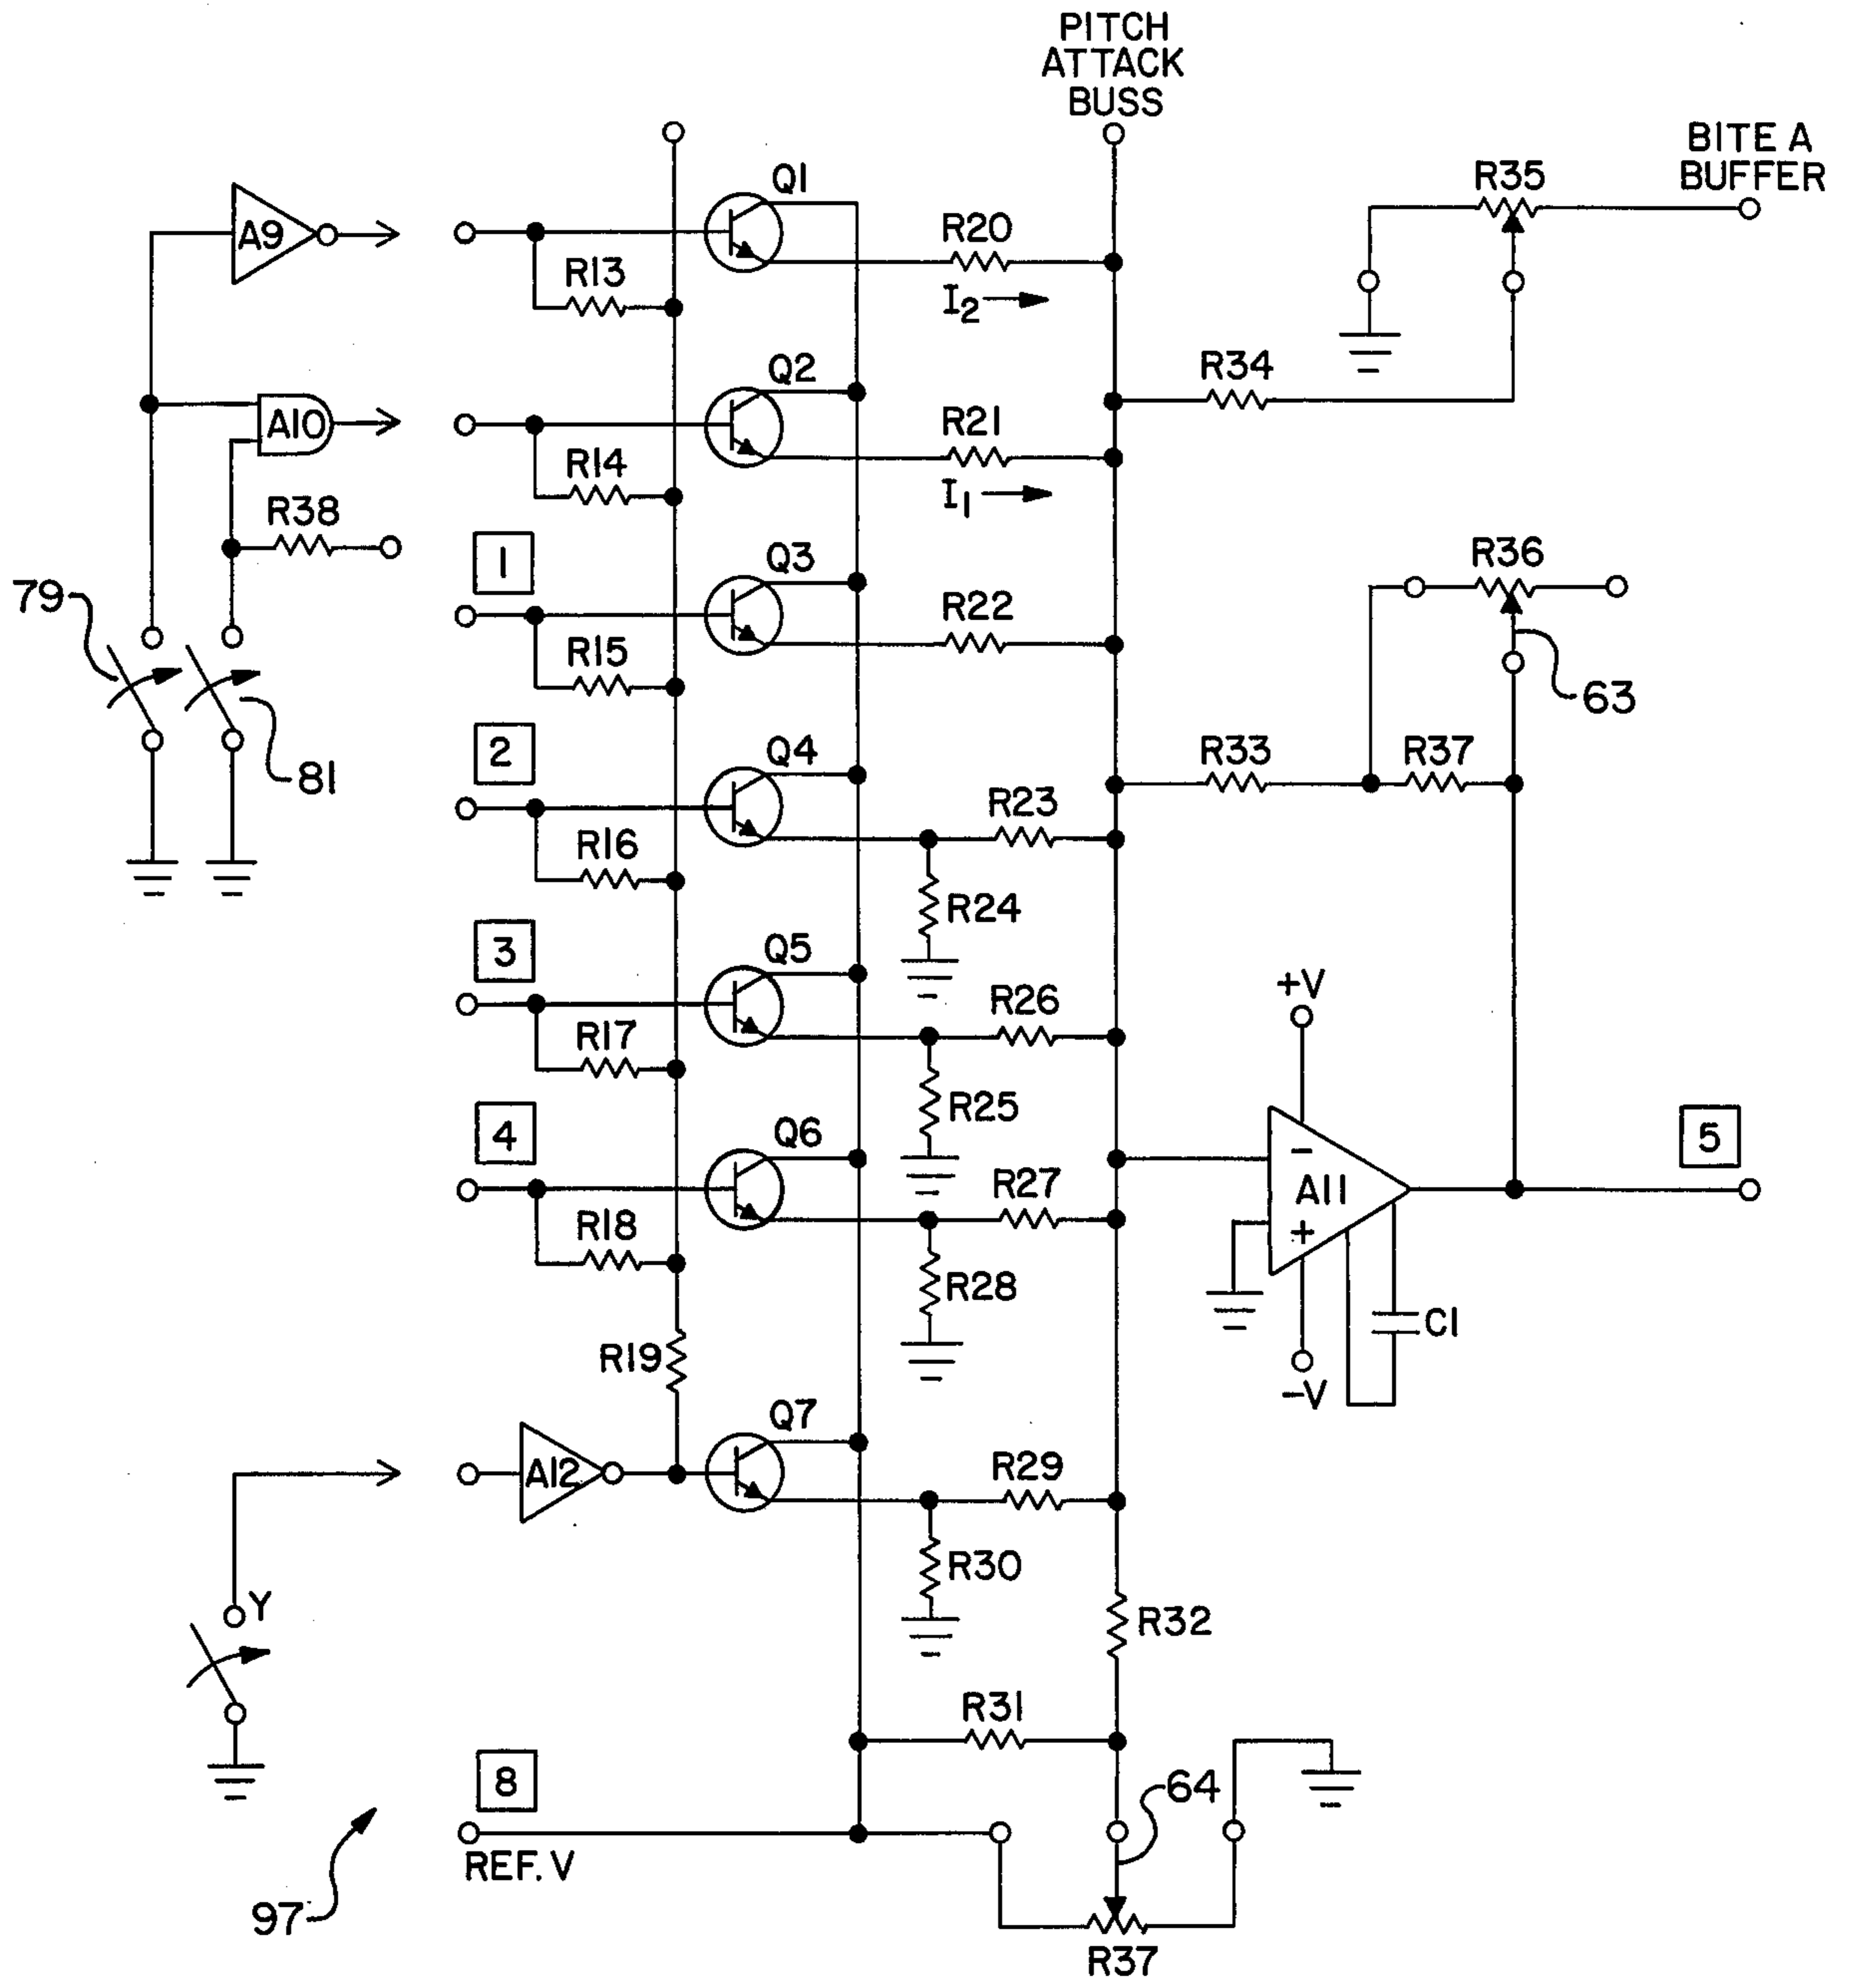 PITCH
ATTACK
BUSS
BITE A
BUFFER
Q1
R35
A9
R20
R13
I2
Q2
R34
A10
R21
R14
I1
R38
1
Q3
R36
79
R22
R15
63
2
Q4
R33
R37
81
R23
R16
R24
3
Q5
+V
R26
R17
R25
4
Q6
5
−
A11
+
R27
R18
R28
C1
R19
−V
Q7
A12
R29
R30
Y
R32
R31
8
64
REF. V
97
R37